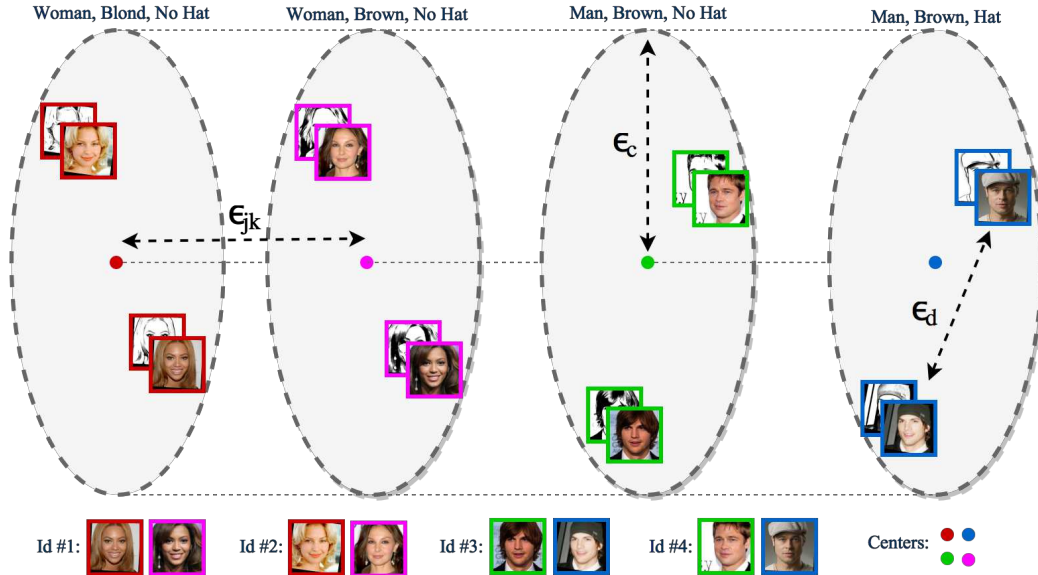 Woman, Blond, No Hat
Woman, Brown, No Hat
Man, Brown, No Hat
Man, Brown, Hat
ϵc
ϵjk
ϵd
Id #1:
Id #2:
Id #3:
Id #4:
Centers: